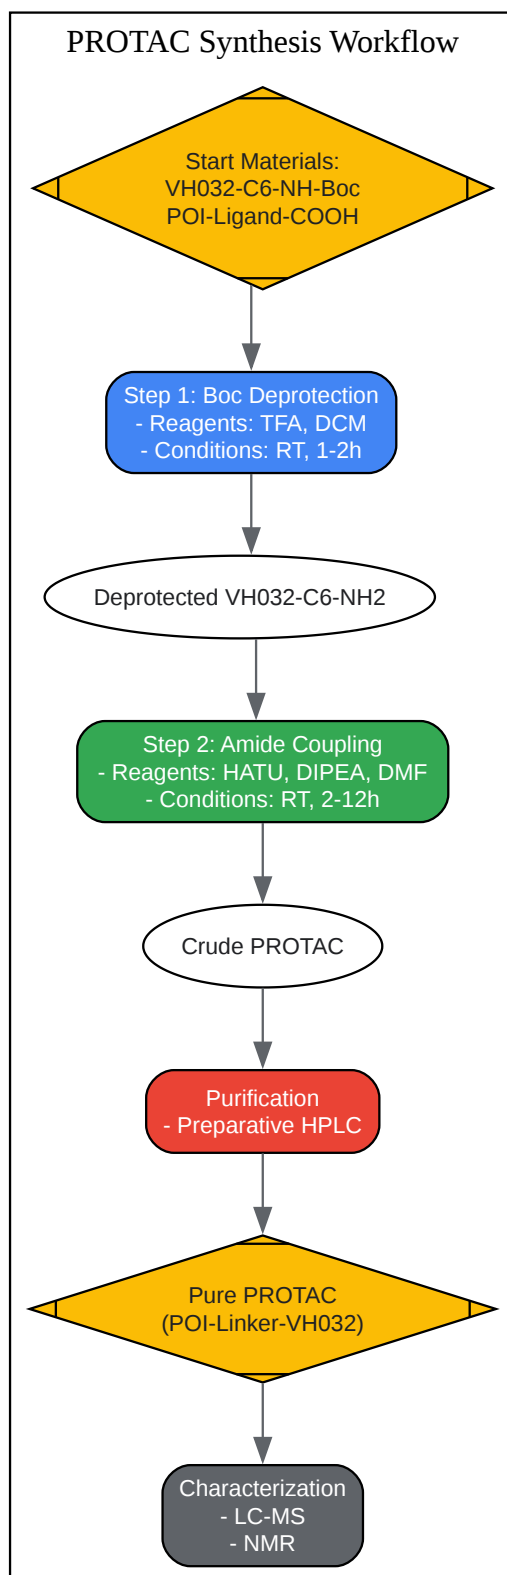 PROTAC Synthesis Workflow
Start Materials:
VH032-C6-NH-Boc
POI-Ligand-COOH
Step 1: Boc Deprotection
- Reagents: TFA, DCM
- Conditions: RT, 1-2h
Deprotected VH032-C6-NH2
Step 2: Amide Coupling
- Reagents: HATU, DIPEA, DMF
- Conditions: RT, 2-12h
Crude PROTAC
Purification
- Preparative HPLC
Pure PROTAC
(POI-Linker-VH032)
Characterization
- LC-MS
- NMR